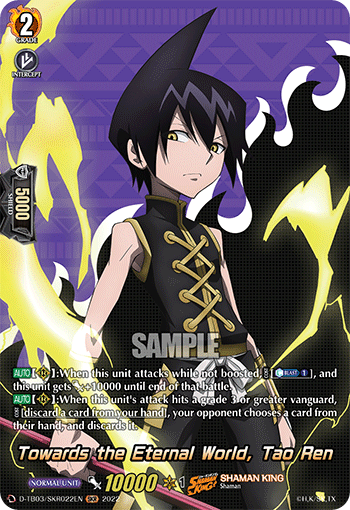 2
GRADE
INTERCEPT
5000
SHIELD
SAMPLE
AUTO[ ]:When this unit attacks while not boosted, COST[ BLAST 1], and
this unit gets +10000 until end of that battle.
AUTO[ ]:When this unit's attack hits a grade 3 or greater vanguard,
COST[discard a card from your hand], your opponent chooses a card from
their hand, and discards it.
Towards the Eternal World, Tao Ren
NORMAL UNIT
10000 1
SHAMAN KING
SHAMAN KING
Shaman
D-TB03/SKR022EN 2022